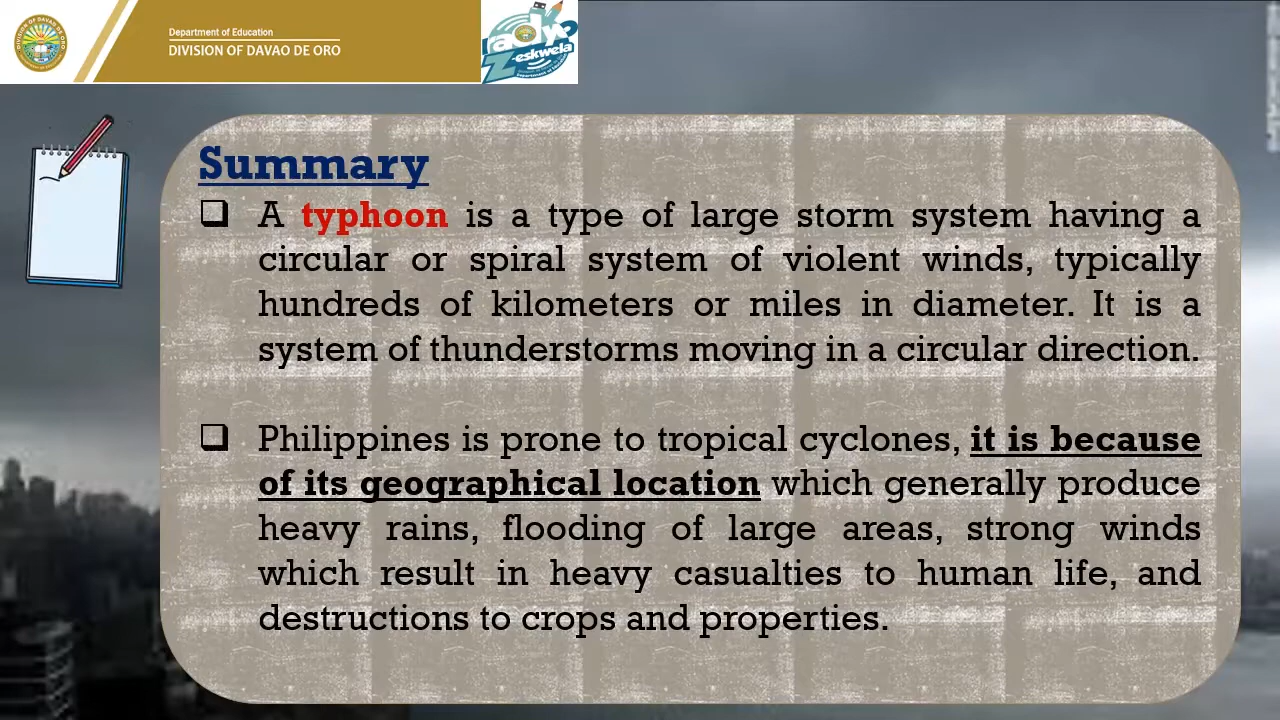 Department of Education
DIVISION OF DAVAO DE ORO
eskwela
Summary
A typhoon is a type of large storm system having a
circular or spiral system of violent winds, typically
hundreds of kilometers or miles in diameter. It is a
system of thunderstorms moving in a circular direction.
Philippines is prone to tropical cyclones, it is because
of its geographical location which generally produce
heavy rains, flooding of large areas, strong winds
which result in heavy casualties to human life, and
destructions to crops and properties.